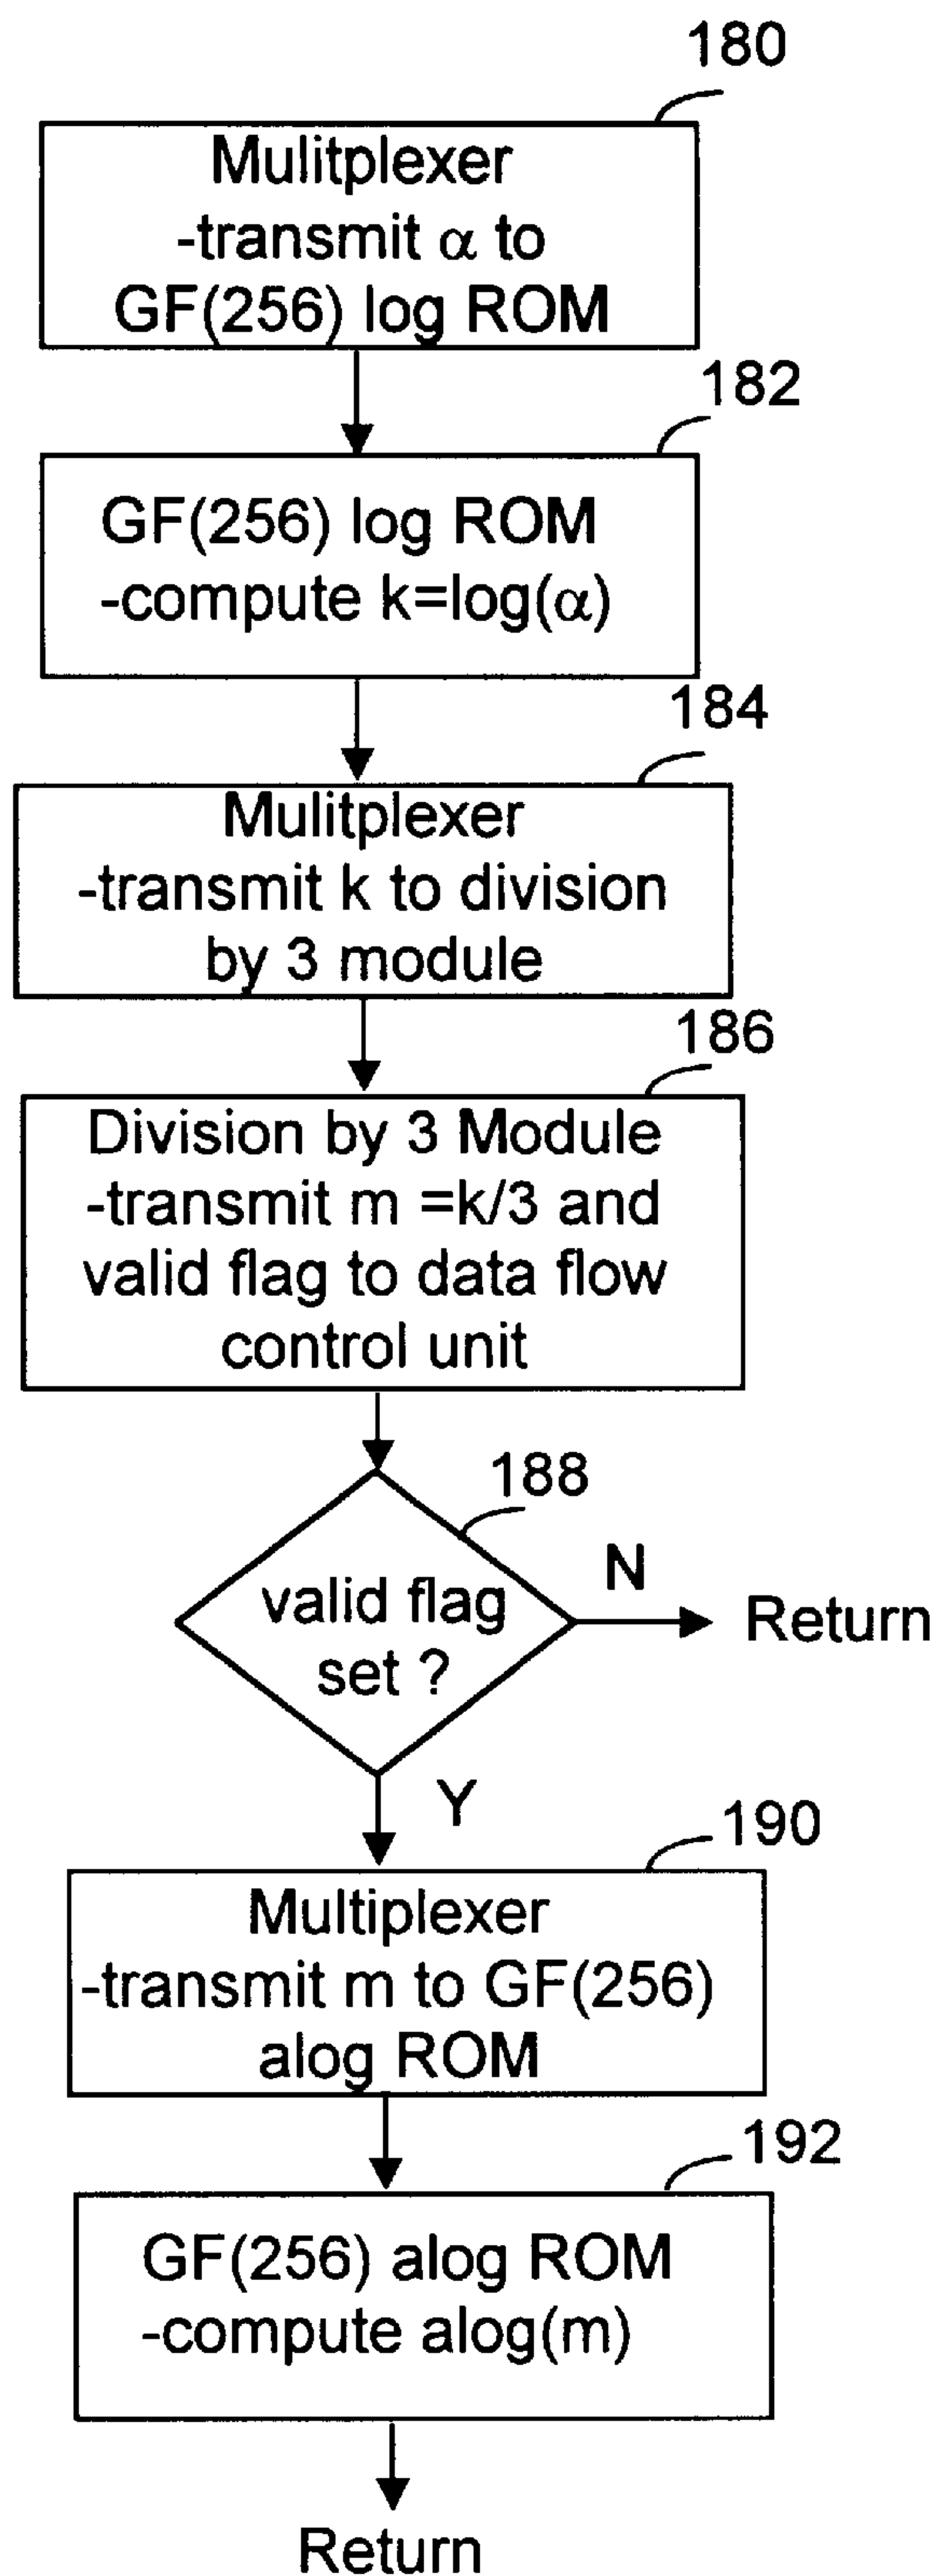 180
Mulitplexer
-transmit α to
GF(256) log ROM
182
GF(256) log ROM
-compute k=log(α)
184
Mulitplexer
-transmit k to division
by 3 module
186
Division by 3 Module
-transmit m =k/3 and
valid flag to data flow
control unit
188
valid flag
set ?
N
Return
Y
190
Multiplexer
-transmit m to GF(256)
alog ROM
192
GF(256) alog ROM
-compute alog(m)
Return